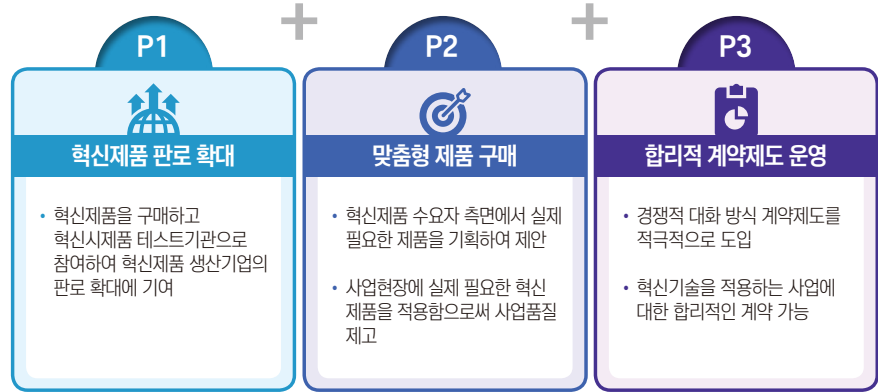 P1
혁신제품 판로 확대
• 혁신제품을 구매하고
혁신시제품 테스트기관으로
참여하여 혁신제품 생산기업의
판로 확대에 기여
+
P2
맞춤형 제품 구매
• 혁신제품 수요자 측면에서 실제
필요한 제품을 기획하여 제안
• 사업현장에 실제 필요한 혁신
제품을 적용함으로써 사업품질
제고
+
P3
합리적 계약제도 운영
• 경쟁적 대화 방식 계약제도를
적극적으로 도입
• 혁신기술을 적용하는 사업에
대한 합리적인 계약 가능